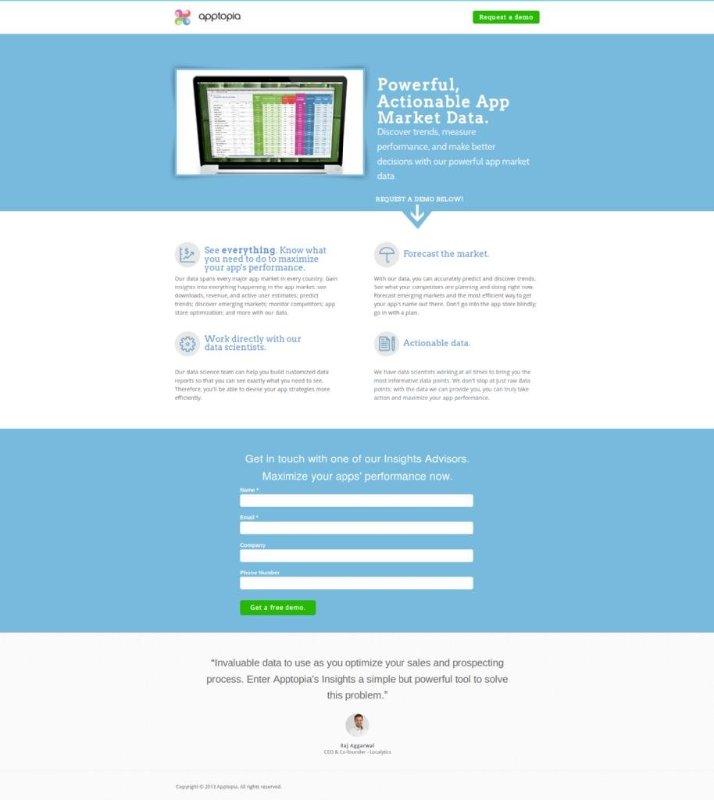 apptopia
Request a demo
Powerful,
Actionable App
Market Data.
Discover trends, measure
performance, and make better
decisions with our powerful app market
data
REQUEST A DEMO BELOW!
See everything. Know what
you need to do to maximize
your app's performance.
Our data spans every major app market in every country. Gain
insights into everything happening in the app market: see
downloads, revenue, and active user estimates; predict
trends; discover emerging markets; monitor competitors; app
store optimization; and more with our data.
Forecast the market.
With our data, you can accurately predict and discover trends.
See what your competitors are planning and doing right now.
Forecast emerging markets and the most efficient way to get
your app's name out there. Don't go into the app store blindly;
go in with a plan.
Work directly with our
data scientists.
Our data science team can help you build customized data
reports so that you can see exactly what you need to see.
Therefore, you'll be able to devise your app strategies more
efficiently.
Actionable data.
We have data scientists working at all times to bring you the
most informative data points. We don't stop at just raw data
points; with the data we can provide you, you can truly take
action and maximize your app performance.
Get in touch with one of our Insights Advisors.
Maximize your apps' performance now.
Name *
Email *
Company
Phone Number
Get a free demo.
“Invaluable data to use as you optimize your sales and prospecting
process. Enter Apptopia's Insights a simple but powerful tool to solve
this problem.”
Raj Aggarwal
CEO & Co-founder - Localytics
Copyright © 2013 Apptopia. All rights reserved.